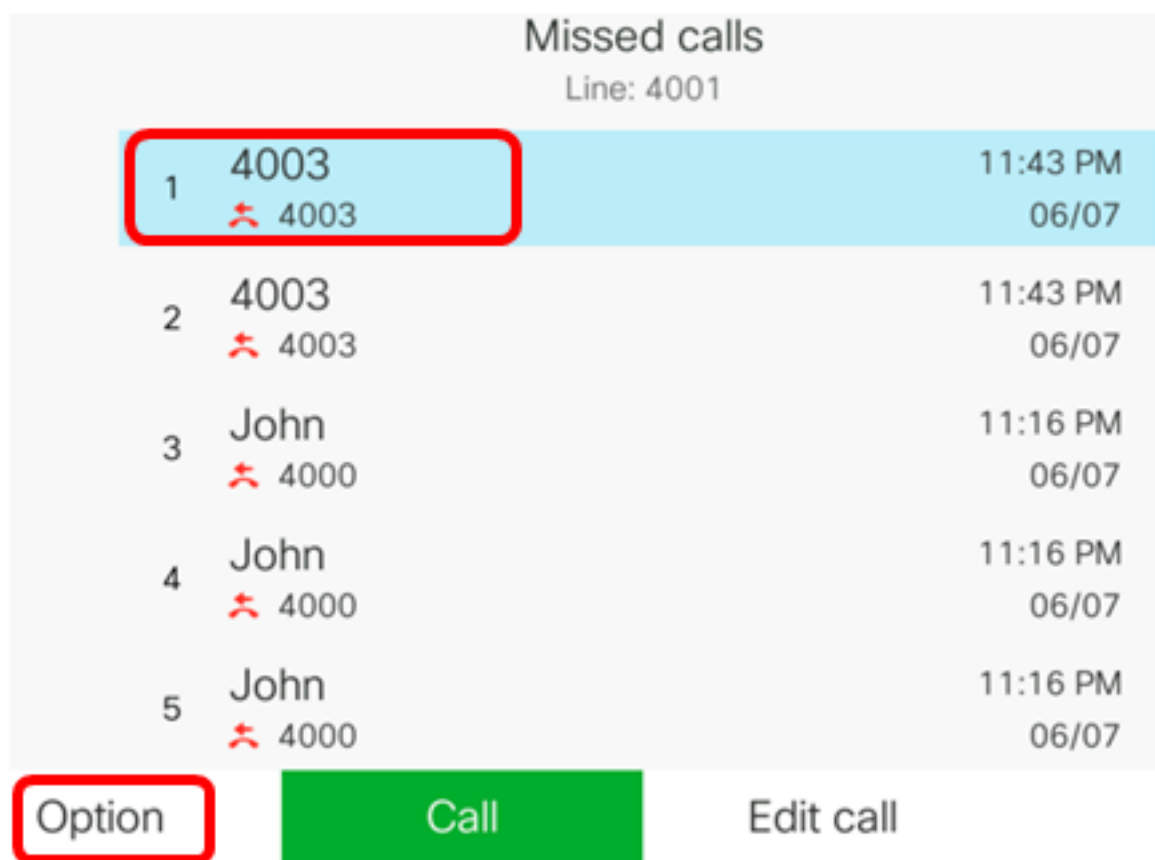 Missed calls
Line: 4001
1 4003 11:43 PM
4003 06/07
2 4003 11:43 PM
4003 06/07
3 John 11:16 PM
4000 06/07
4 John 11:16 PM
4000 06/07
5 John 11:16 PM
4000 06/07
Option Call Edit call